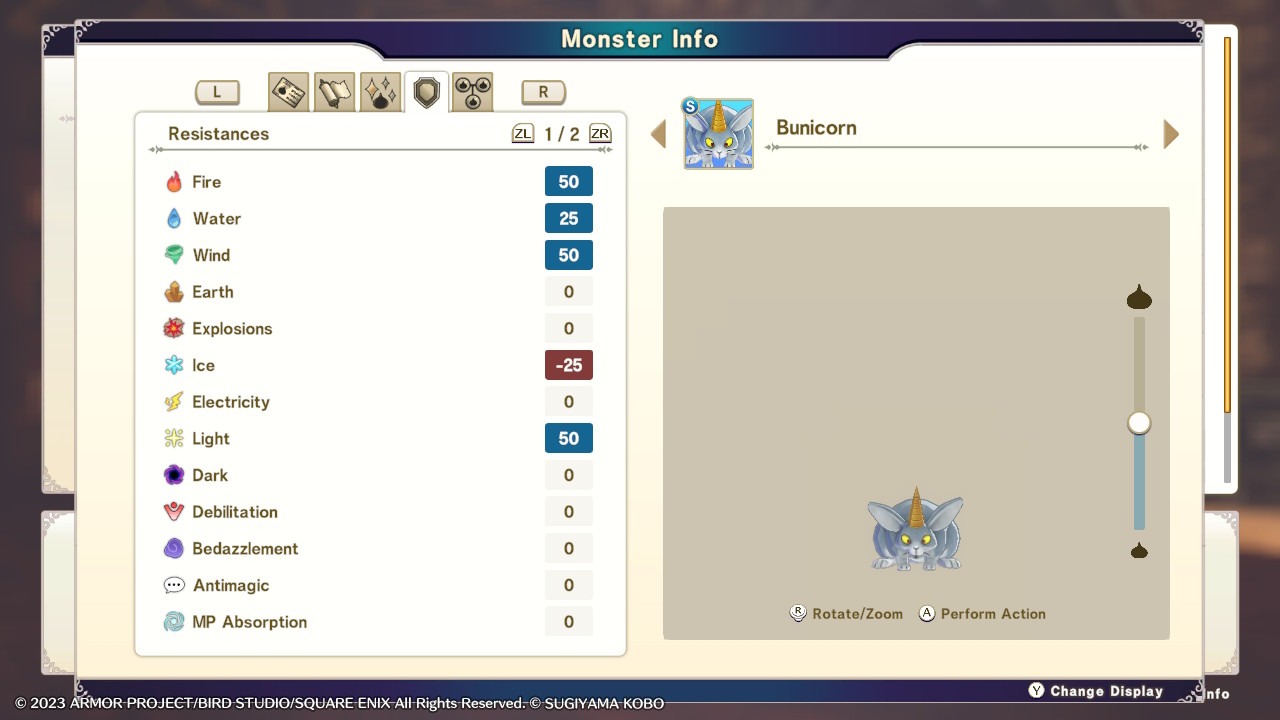 Monster Info
L
R
Resistances
ZL 1 / 2 ZR
Fire 50
Water 25
Wind 50
Earth 0
Explosions 0
Ice -25
Electricity 0
Light 50
Dark 0
Debilitation 0
Bedazzlement 0
Antimagic 0
MP Absorption 0
S
Bunicorn
R Rotate/Zoom A Perform Action
Y Change Display
nfo
© 2023 ARMOR PROJECT/BIRD STUDIO/SQUARE ENIX All Rights Reserved. © SUGIYAMA KOBO